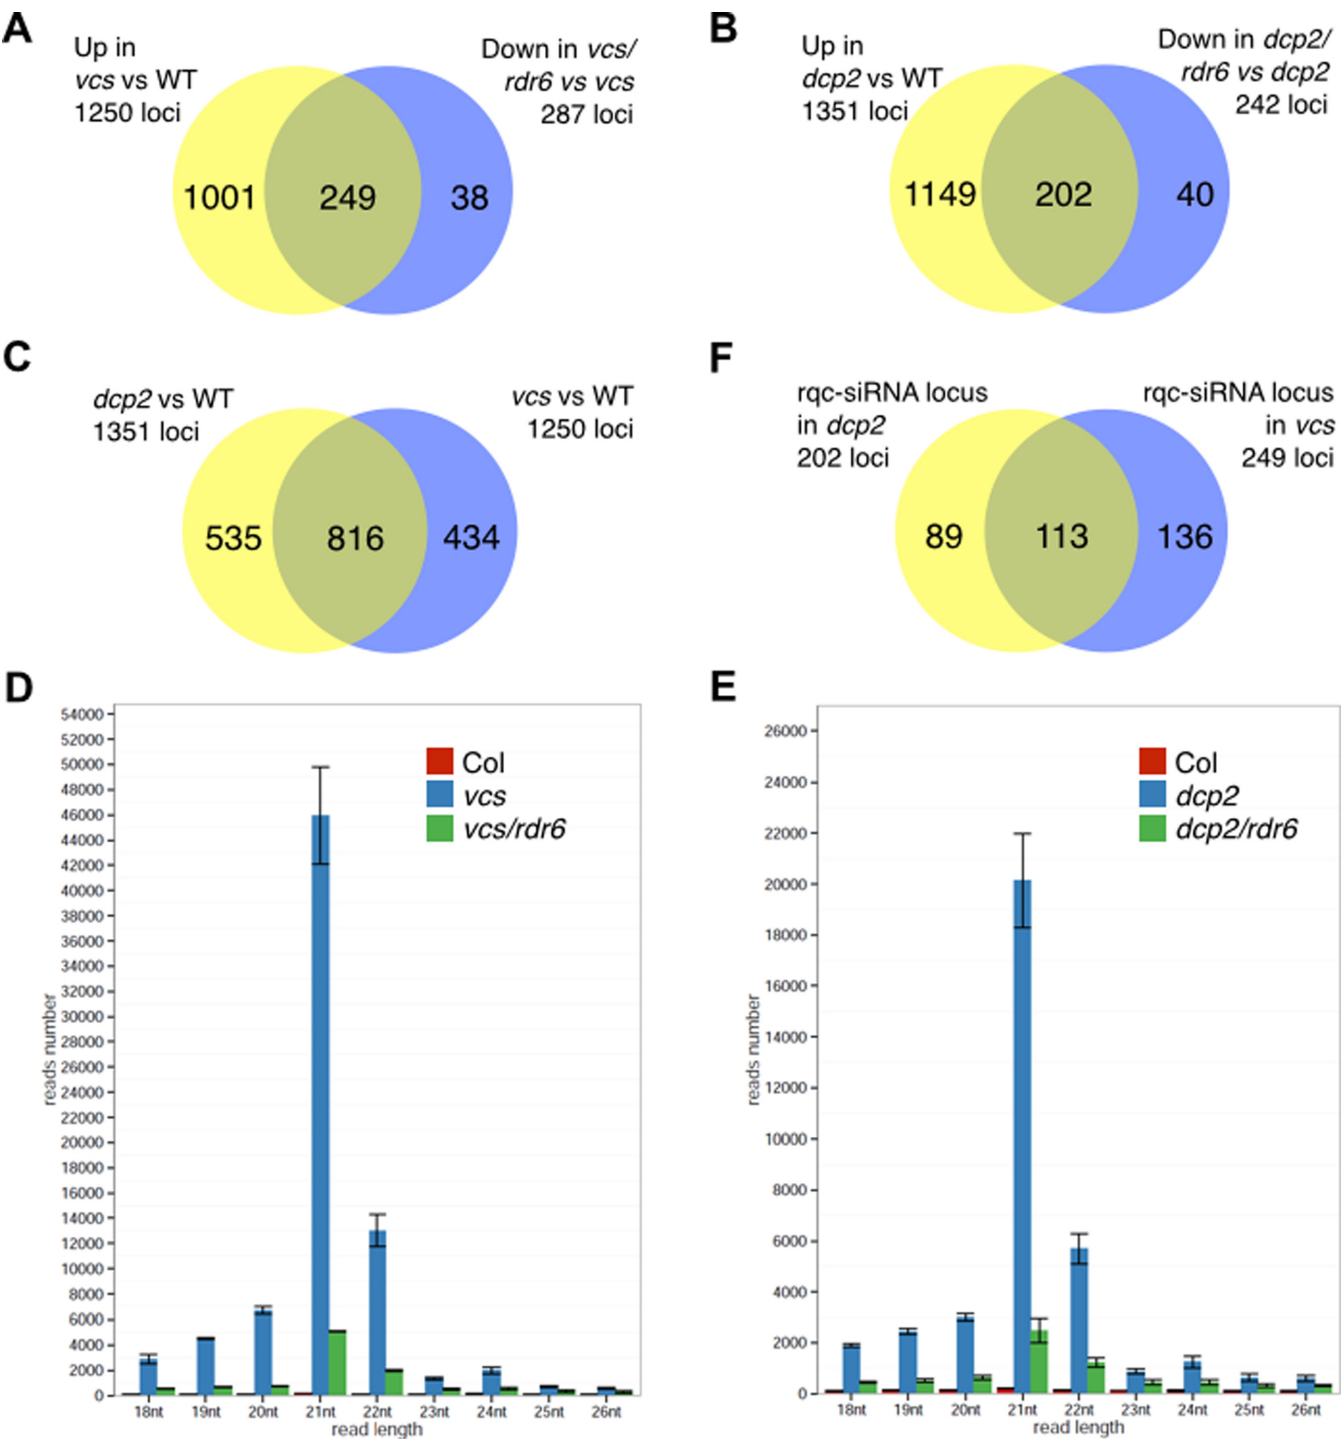 A
Up in
vcs vs WT
1250 loci
Down in vcs/
rdr6 vs vcs
287 loci
1001
249
38
B
Up in
dcp2 vs WT
1351 loci
Down in dcp2/
rdr6 vs dcp2
242 loci
1149
202
40
C
dcp2 vs WT
1351 loci
vcs vs WT
1250 loci
535
816
434
F
rqc-siRNA locus
in dcp2
202 loci
rqc-siRNA locus
in vcs
249 loci
89
113
136
D
54000
52000
50000
48000
46000
44000
42000
40000
38000
36000
34000
32000
30000
28000
26000
24000
22000
20000
18000
16000
14000
12000
10000
8000
6000
4000
2000
0
reads number
Col
vcs
vcs/rdr6
18nt 19nt 20nt 21nt 22nt 23nt 24nt 25nt 26nt
read length
E
26000
24000
22000
20000
18000
16000
14000
12000
10000
8000
6000
4000
2000
0
reads number
Col
dcp2
dcp2/rdr6
18nt 19nt 20nt 21nt 22nt 23nt 24nt 25nt 26nt
read length